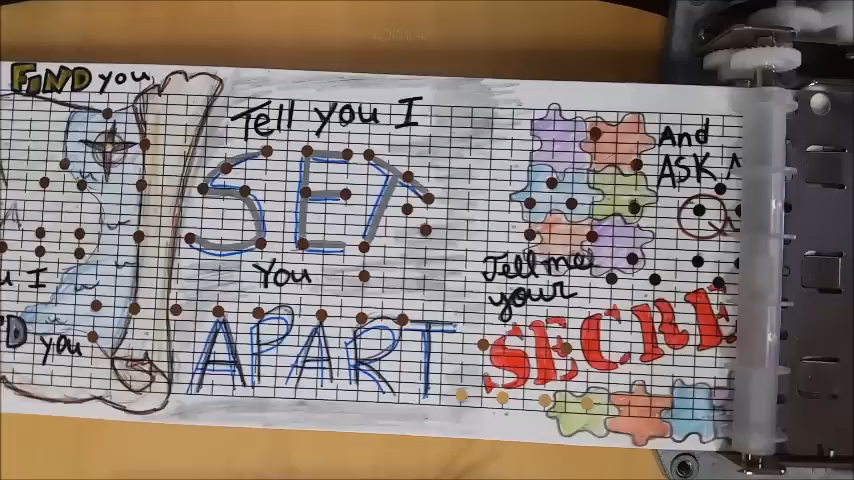 FIND you
you
Tell you I
SET
You
APART
And
ASK
Tell me
your
SECRE